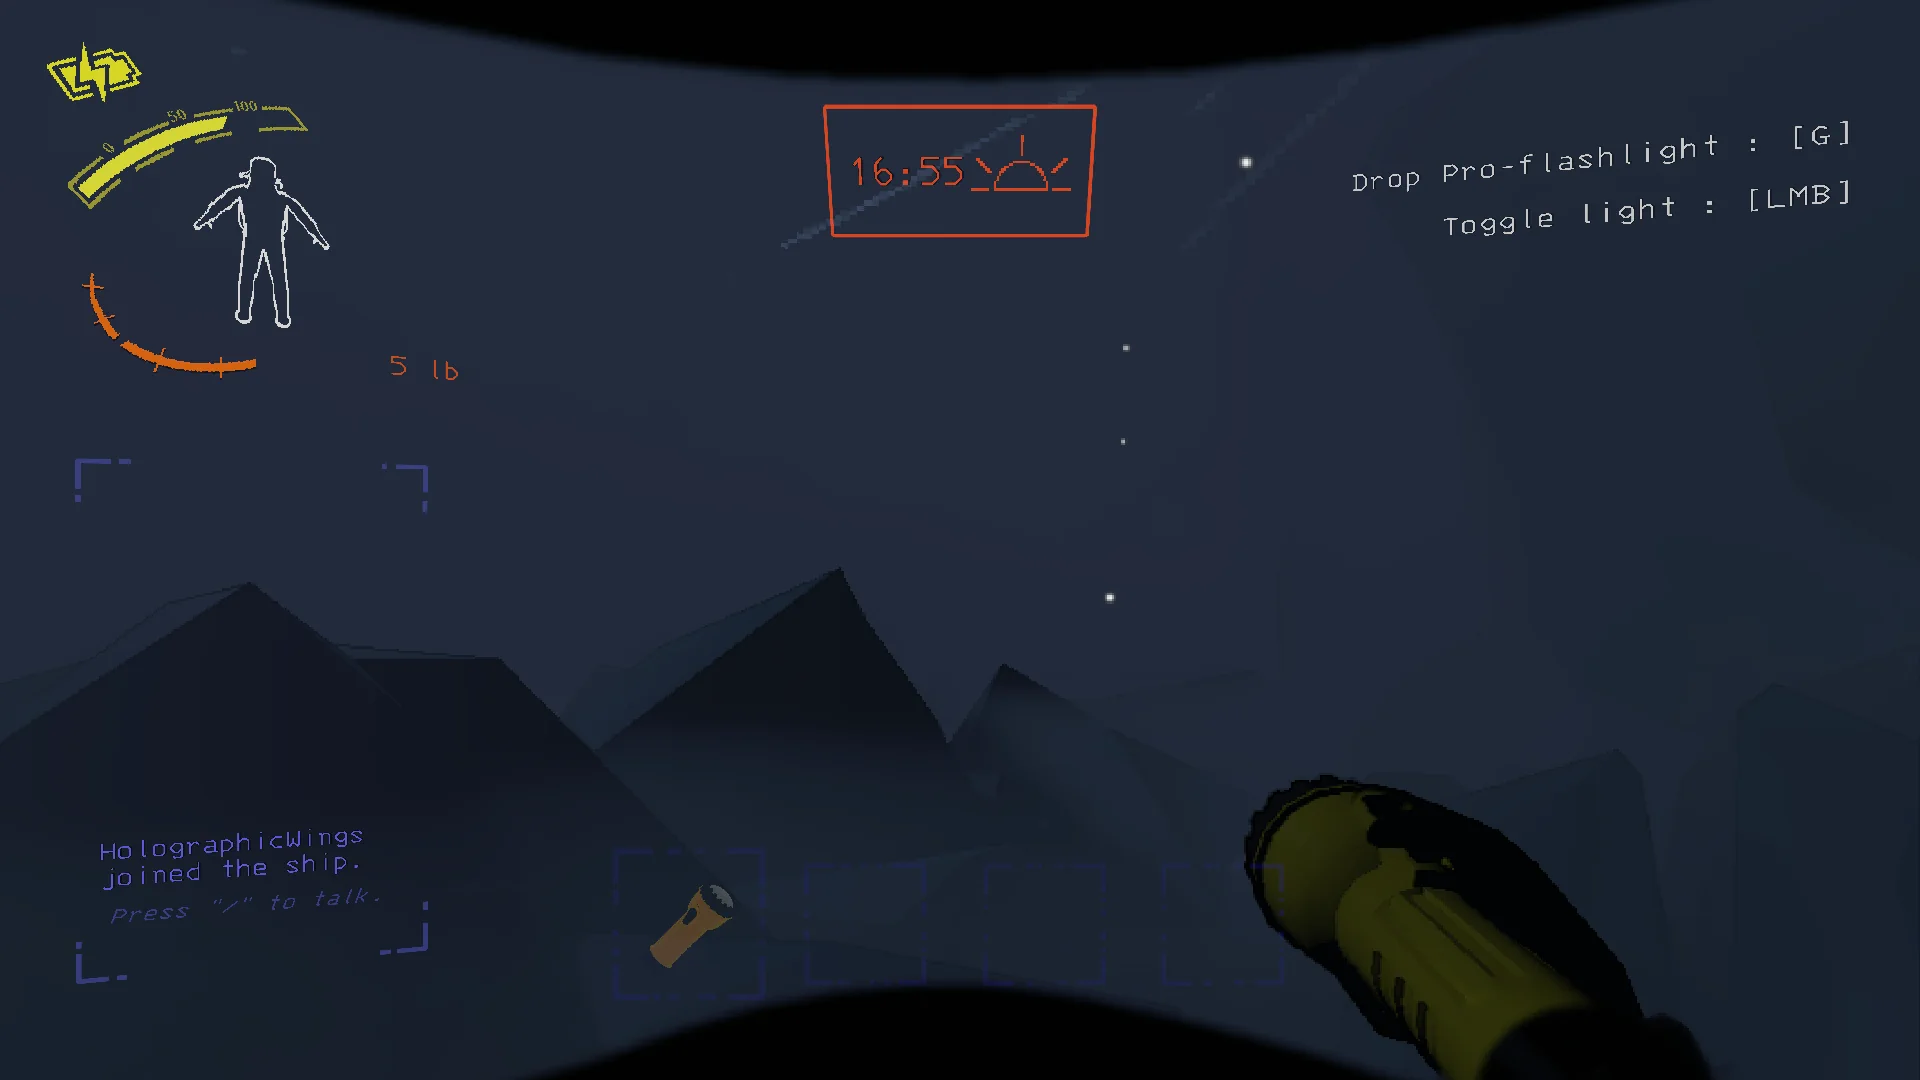 0 50 100
16:55
Drop Pro-flashlight : [G]
Toggle light : [LMB]
5 lb
HolographicWings
joined the ship.
Press "/" to talk.